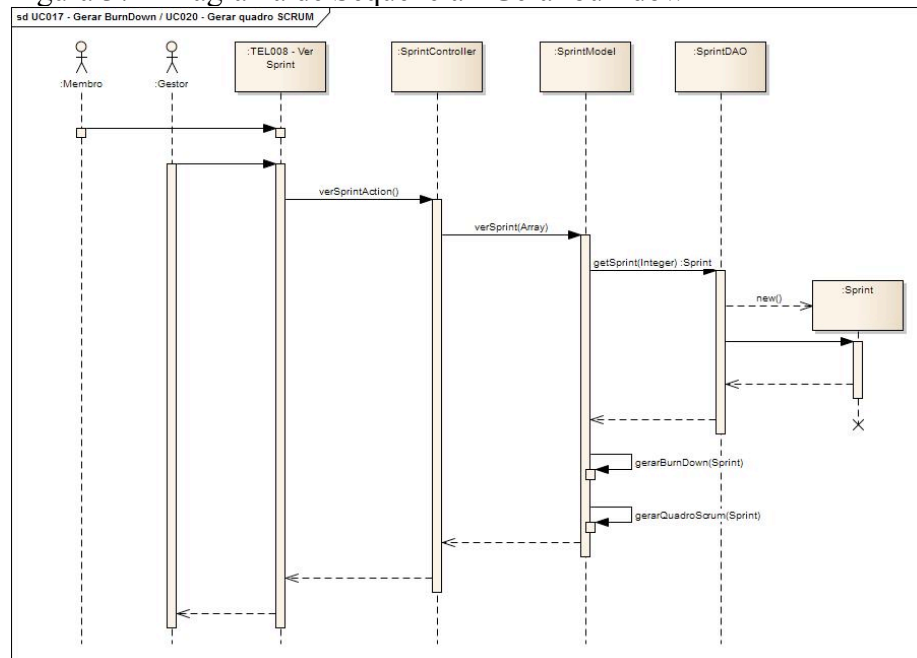 sd UC017 - Gerar BurnDown / UC020 - Gerar quadro SCRUM
:Membro
:Gestor
:TEL008 - Ver
Sprint
:SprintController
:SprintModel
:SprintDAO
verSprintAction()
verSprint(Array)
getSprint(Integer) :Sprint
new()
:Sprint
gerarBurnDown(Sprint)
gerarQuadroScrum(Sprint)